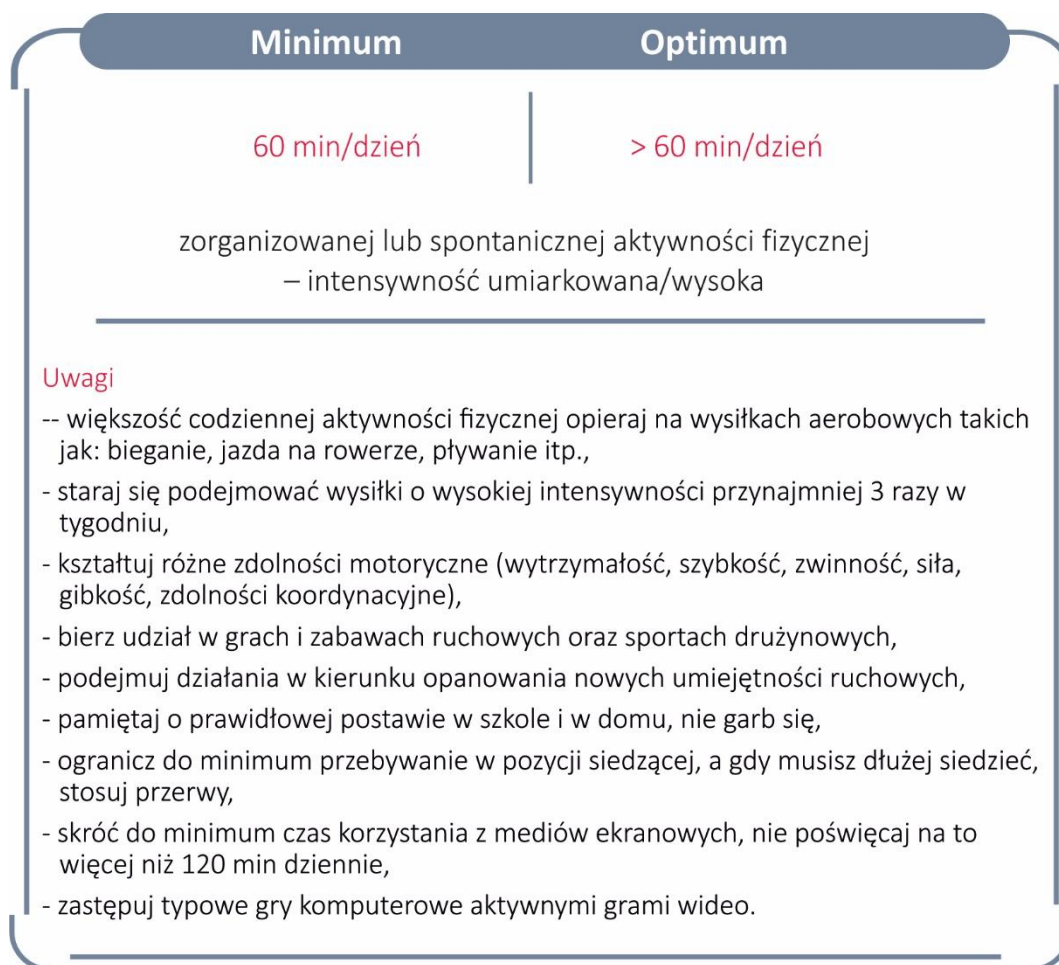 Minimum Optimum
60 min/dzień > 60 min/dzień
zorganizowanej lub spontanicznej aktywności fizycznej
– intensywność umiarkowana/wysoka
Uwagi
-- większość codziennej aktywności fizycznej opieraj na wysiłkach aerobowych takich
jak: bieganie, jazda na rowerze, pływanie itp.,
- staraj się podejmować wysiłki o wysokiej intensywności przynajmniej 3 razy w
tygodniu,
- kształtuj różne zdolności motoryczne (wytrzymałość, szybkość, zwinność, siła,
gibkość, zdolności koordynacyjne),
- bierz udział w grach i zabawach ruchowych oraz sportach drużynowych,
- podejmuj działania w kierunku opanowania nowych umiejętności ruchowych,
- pamiętaj o prawidłowej postawie w szkole i w domu, nie garb się,
- ogranicz do minimum przebywanie w pozycji siedzącej, a gdy musisz dłużej siedzieć,
stosuj przerwy,
- skróć do minimum czas korzystania z mediów ekranowych, nie poświęcaj na to
więcej niż 120 min dziennie,
- zastępuj typowe gry komputerowe aktywnymi grami wideo.